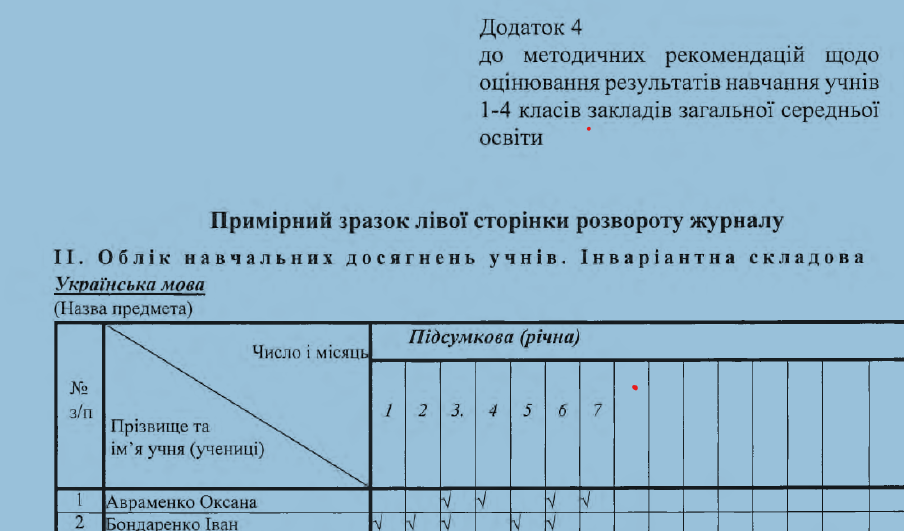 Додаток 4
до методичних рекомендацій щодо
оцінювання результатів навчання учнів
1-4 класів закладів загальної середньої
освіти
Примірний зразок лівої сторінки розвороту журналу
ІІ. Облік навчальних досягнень учнів. Інваріантна складова
Українська мова
(Назва предмета)
Підсумкова (річна)
Число і місяць
№
з/п
1 2 3. 4 5 6 7
Прізвище та
ім’я учня (учениці)
1 Авраменко Оксана √ √ √ √
2 Бондаренко Іван √ √ √ √ √